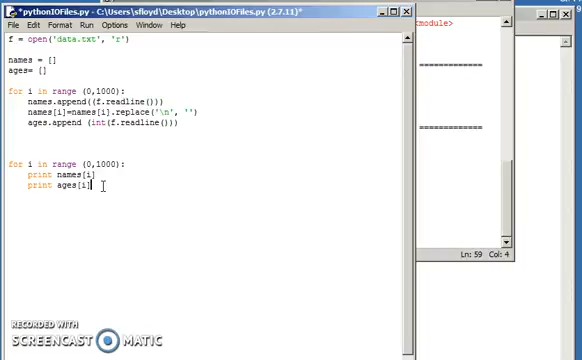 *pythonIOFiles.py - C:\Users\sfloyd\Desktop\pythonIOFiles.py (2.7.11)*
File Edit Format Run Options Window Help
f = open('data.txt', 'r')
names = []
ages= []
for i in range (0,1000):
names.append((f.readline()))
names[i]=names[i].replace('\n', '')
ages.append (int(f.readline()))
for i in range (0,1000):
print names[i]
print ages[i]
<module>
=============
=============
Ln: 59 Col: 4
RECORDED WITH
SCREENCAST MATIC